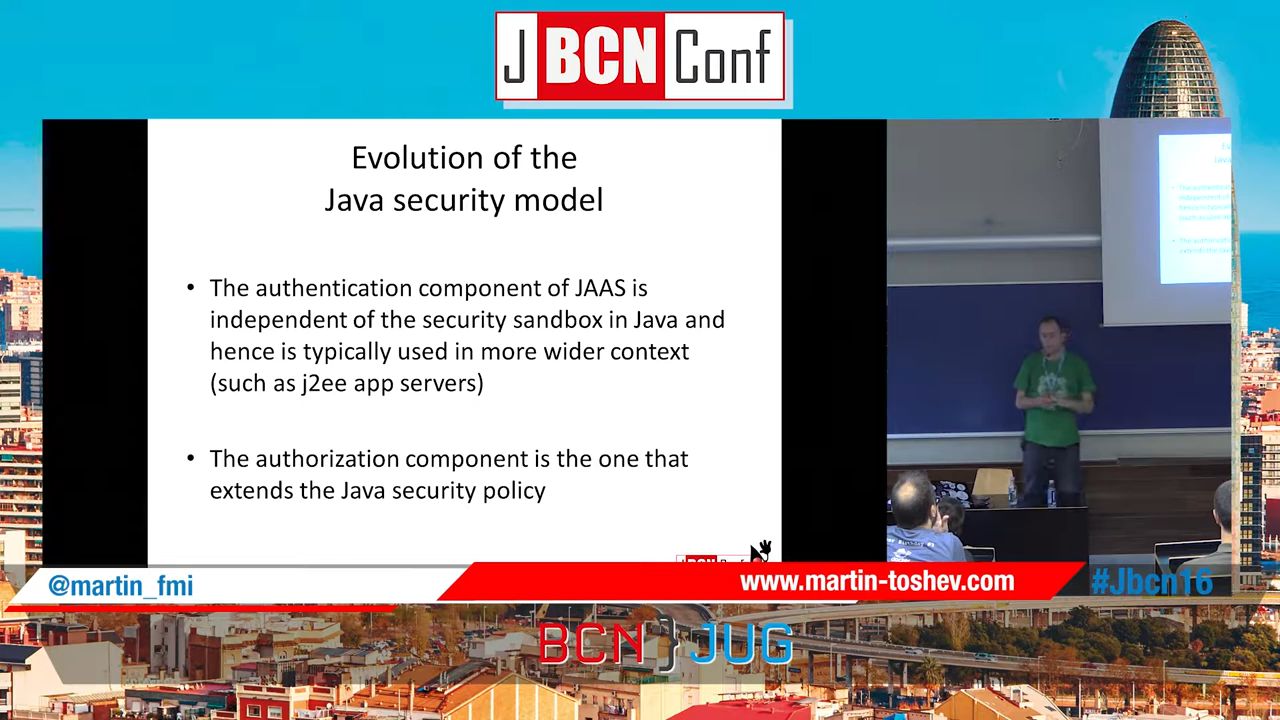 J BCN Conf
Evolution of the
Java security model
• The authentication component of JAAS is
independent of the security sandbox in Java and
hence is typically used in more wider context
(such as j2ee app servers)
• The authorization component is the one that
extends the Java security policy
@martin_fmi
www.martin-toshev.com
#Jbcn16
BCN JUG